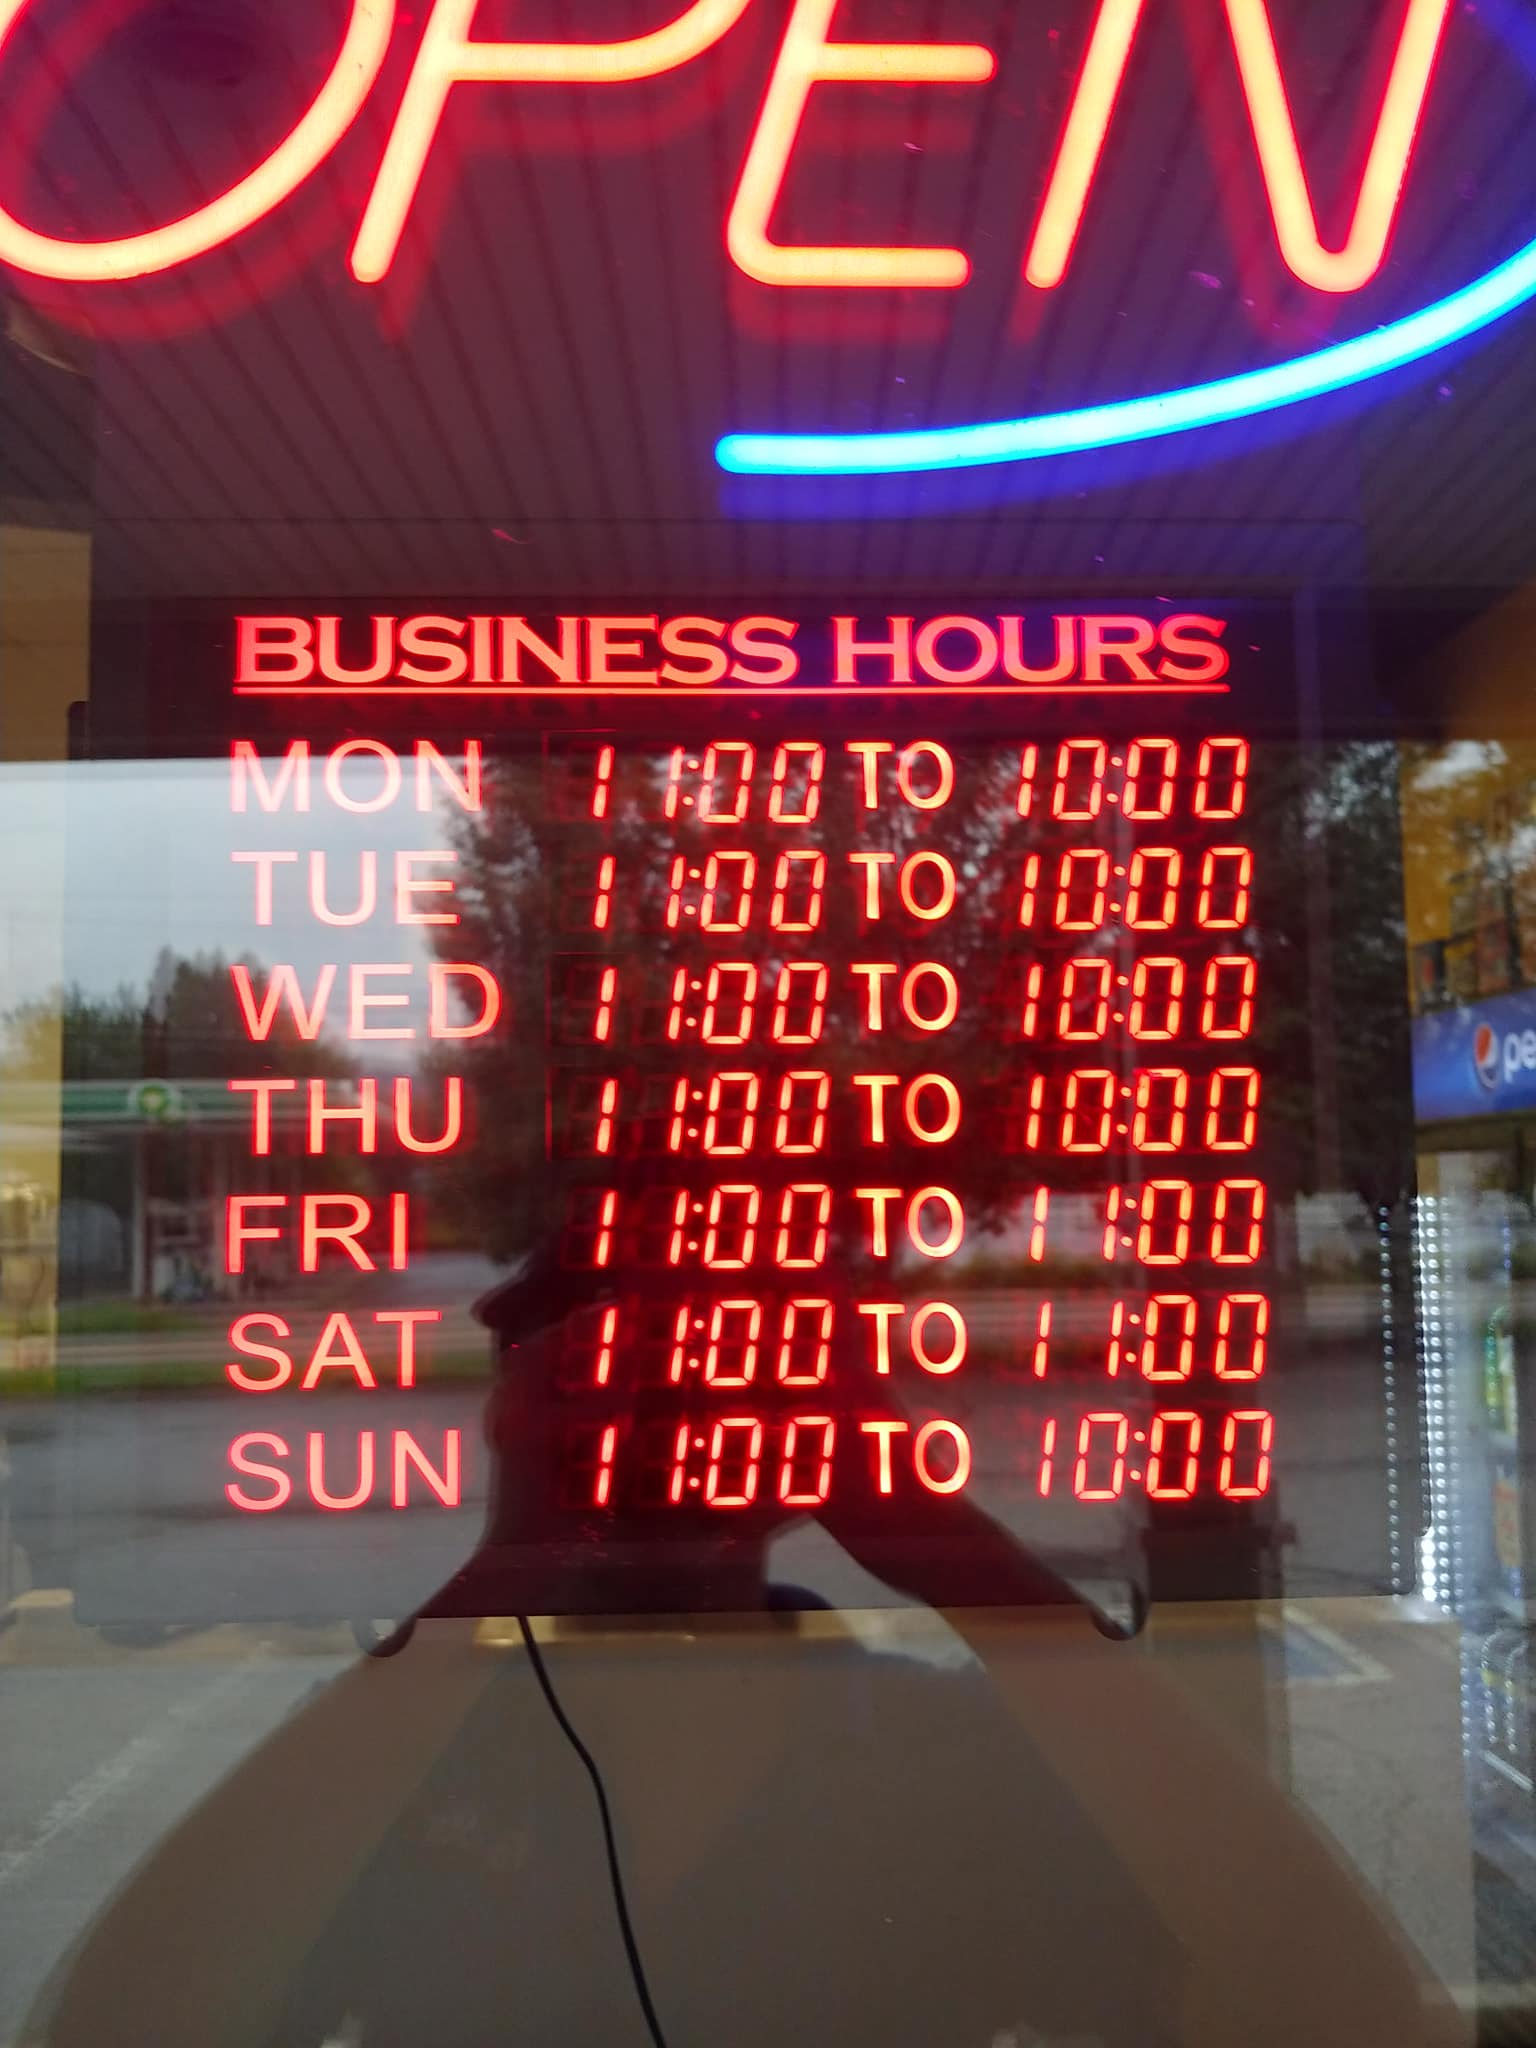 OPEN
BUSINESS HOURS
MON 11:00 TO 10:00
TUE 11:00 TO 10:00
WED 11:00 TO 10:00
THU 11:00 TO 10:00
FRI 11:00 TO 11:00
SAT 11:00 TO 11:00
SUN 11:00 TO 10:00
pe